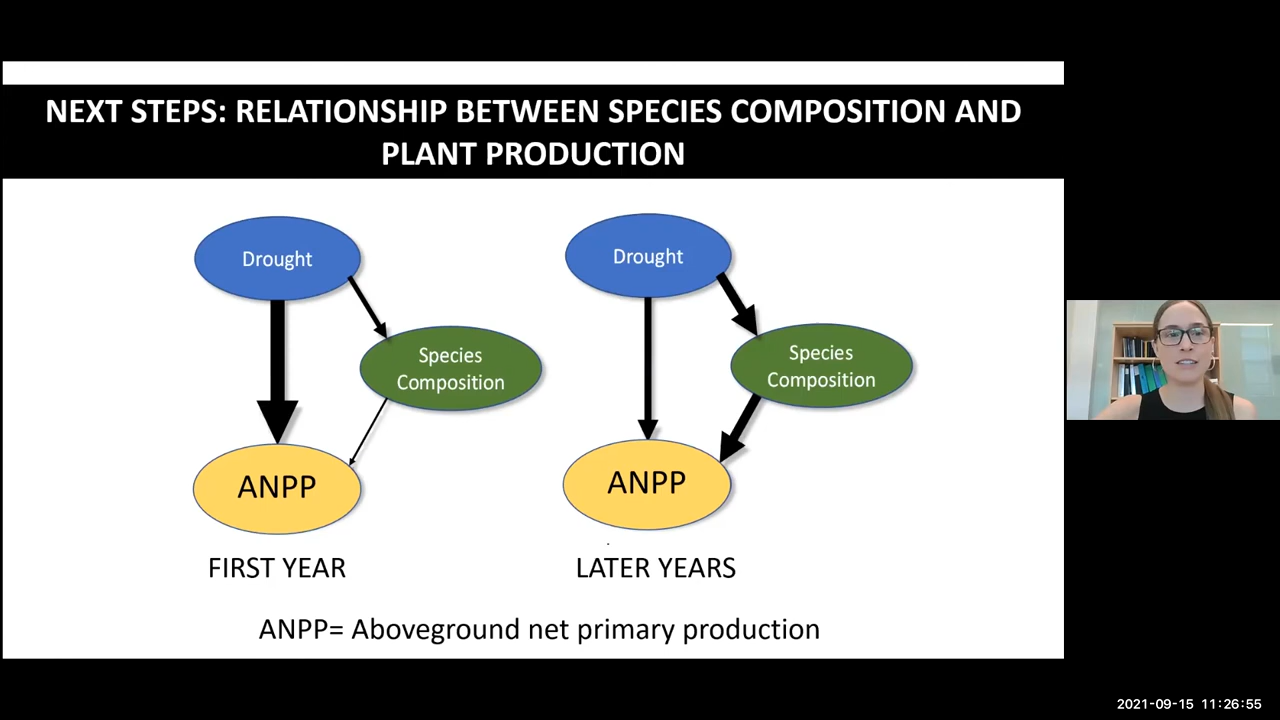 NEXT STEPS: RELATIONSHIP BETWEEN SPECIES COMPOSITION AND
PLANT PRODUCTION
Drought
Species
Composition
ANPP
FIRST YEAR
Drought
Species
Composition
ANPP
LATER YEARS
ANPP= Aboveground net primary production
2021-09-15 11:26:55